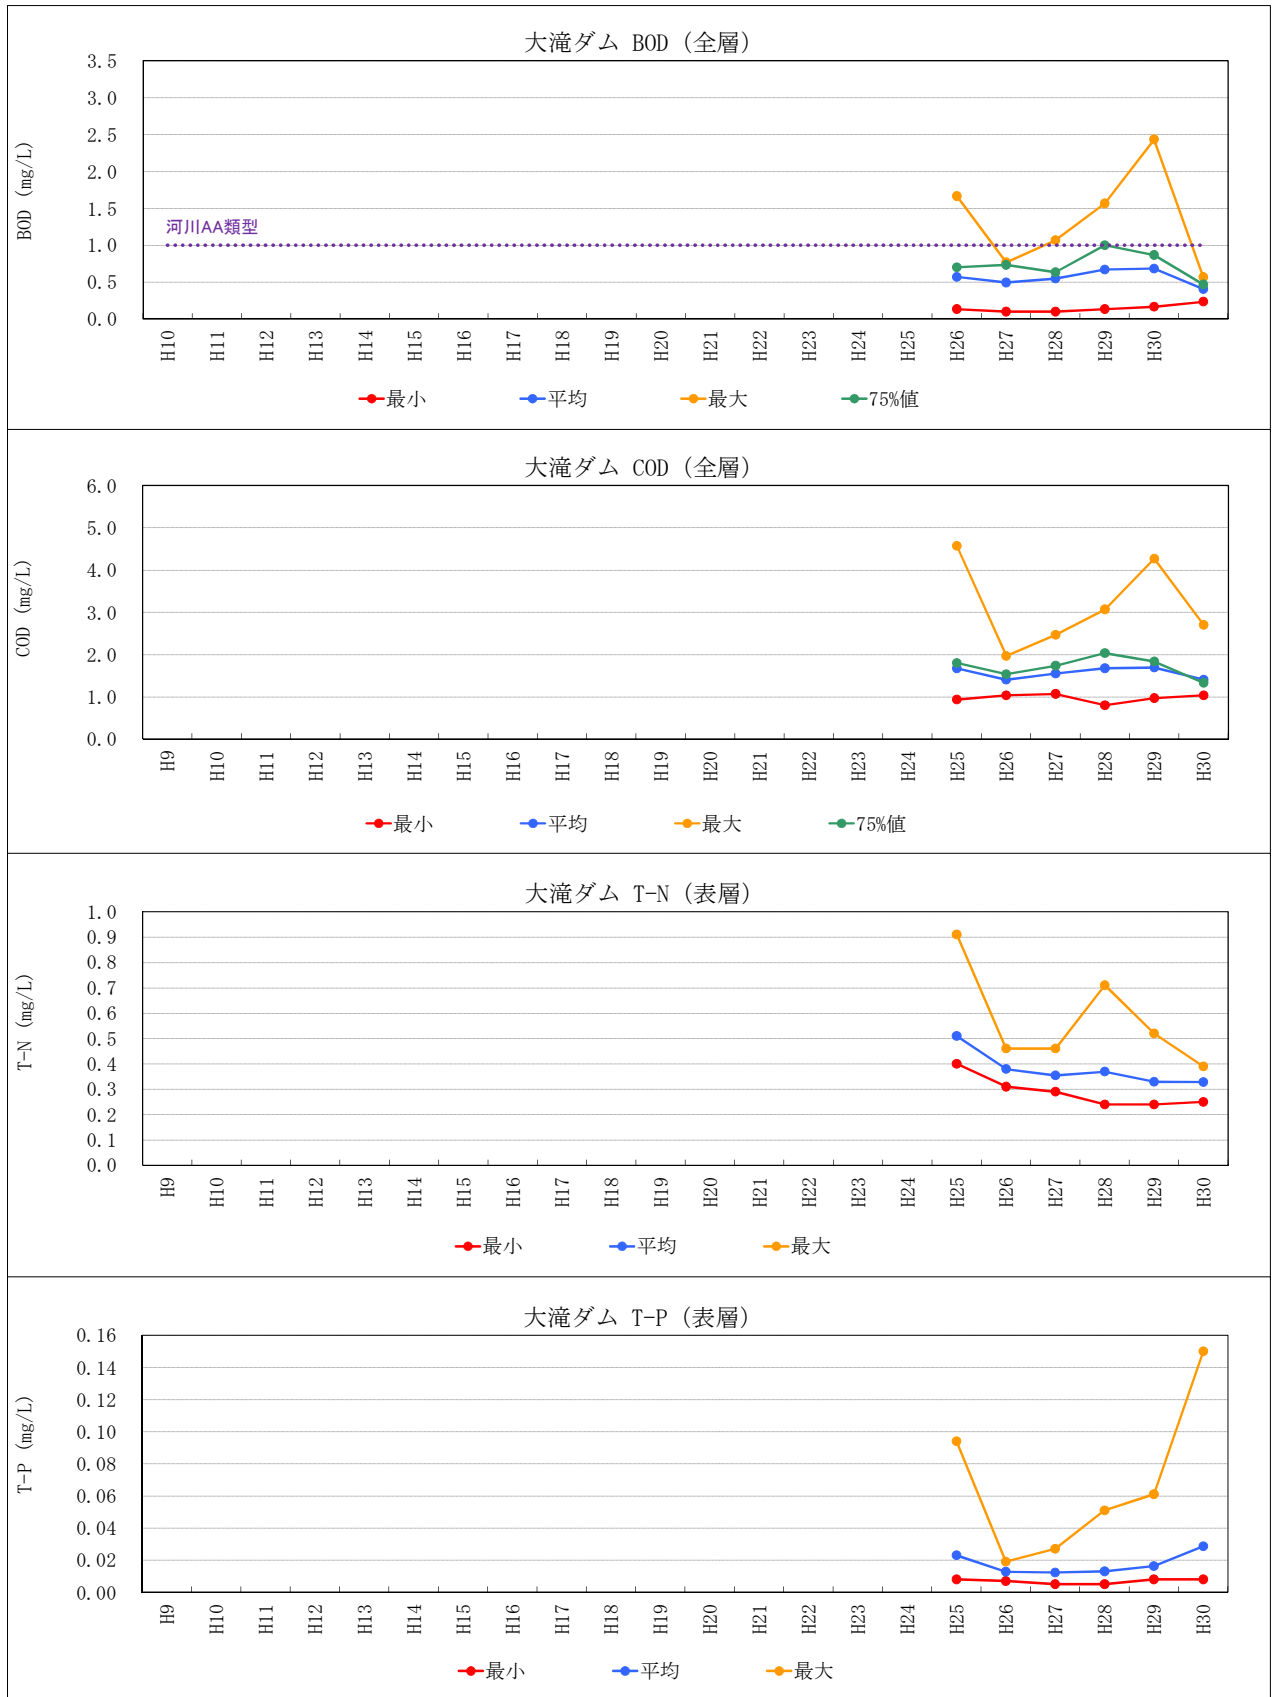 大滝ダム BOD (全層)
3.5
3.0
2.5
2.0
1.5
1.0
0.5
0.0
BOD (mg/L)
河川AA類型
H10 H11 H12 H13 H14 H15 H16 H17 H18 H19 H20 H21 H22 H23 H24 H25 H26 H27 H28 H29 H30
最小 平均 最大 75%値
大滝ダム COD (全層)
6.0
5.0
4.0
3.0
2.0
1.0
0.0
COD (mg/L)
H9 H10 H11 H12 H13 H14 H15 H16 H17 H18 H19 H20 H21 H22 H23 H24 H25 H26 H27 H28 H29 H30
最小 平均 最大 75%値
大滝ダム T-N (表層)
1.0
0.9
0.8
0.7
0.6
0.5
0.4
0.3
0.2
0.1
0.0
T-N (mg/L)
H9 H10 H11 H12 H13 H14 H15 H16 H17 H18 H19 H20 H21 H22 H23 H24 H25 H26 H27 H28 H29 H30
最小 平均 最大
大滝ダム T-P (表層)
0.16
0.14
0.12
0.10
0.08
0.06
0.04
0.02
0.00
T-P (mg/L)
H9 H10 H11 H12 H13 H14 H15 H16 H17 H18 H19 H20 H21 H22 H23 H24 H25 H26 H27 H28 H29 H30
最小 平均 最大